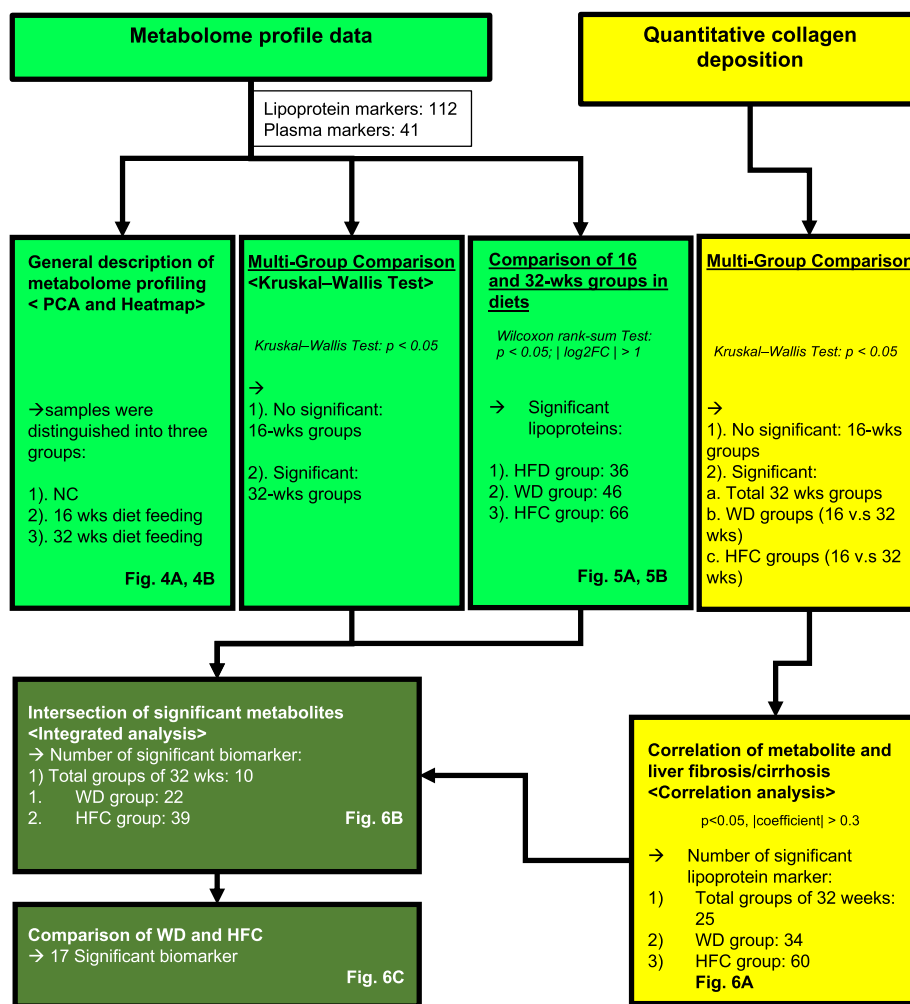 Metabolome profile data
Quantitative collagen
deposition
Lipoprotein markers: 112
Plasma markers: 41
General description of
metabolome profiling
< PCA and Heatmap>
→samples were
distinguished into three
groups:
1). NC
2). 16 wks diet feeding
3). 32 wks diet feeding
Fig. 4A, 4B
Multi-Group Comparison
<Kruskal–Wallis Test>
Kruskal–Wallis Test: p < 0.05
→
1). No significant:
16-wks groups
2). Significant:
32-wks groups
Comparison of 16
and 32-wks groups in
diets
Wilcoxon rank-sum Test:
p < 0.05; | log2FC | > 1
→ Significant
lipoproteins:
1). HFD group: 36
2). WD group: 46
3). HFC group: 66
Fig. 5A, 5B
Multi-Group Comparison
Kruskal–Wallis Test: p < 0.05
→
1). No significant: 16-wks
groups
2). Significant:
a. Total 32 wks groups
b. WD groups (16 v.s 32
wks)
c. HFC groups (16 v.s 32
wks)
Intersection of significant metabolites
<Integrated analysis>
→ Number of significant biomarker:
1) Total groups of 32 wks: 10
1. WD group: 22
2. HFC group: 39
Fig. 6B
Correlation of metabolite and
liver fibrosis/cirrhosis
<Correlation analysis>
p<0.05, |coefficient| > 0.3
→ Number of significant
lipoprotein marker:
1) Total groups of 32 weeks:
25
2) WD group: 34
3) HFC group: 60
Fig. 6A
Comparison of WD and HFC
→ 17 Significant biomarker
Fig. 6C